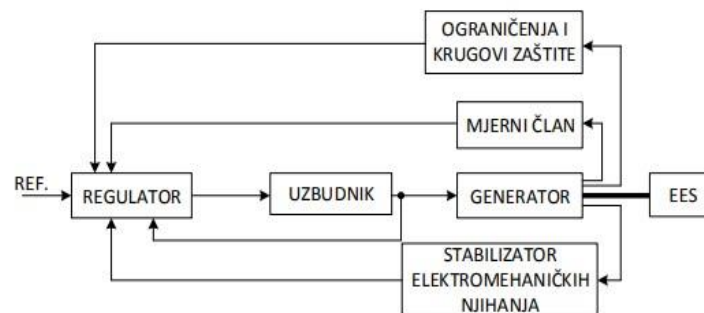 OGRANIČENJA I
KRUGOVI ZAŠTITE
MJERNI ČLAN
REF.
REGULATOR
UZBUDNIK
GENERATOR
EES
STABILIZATOR
ELEKTROMEHANIČKIH
NJIHANJA